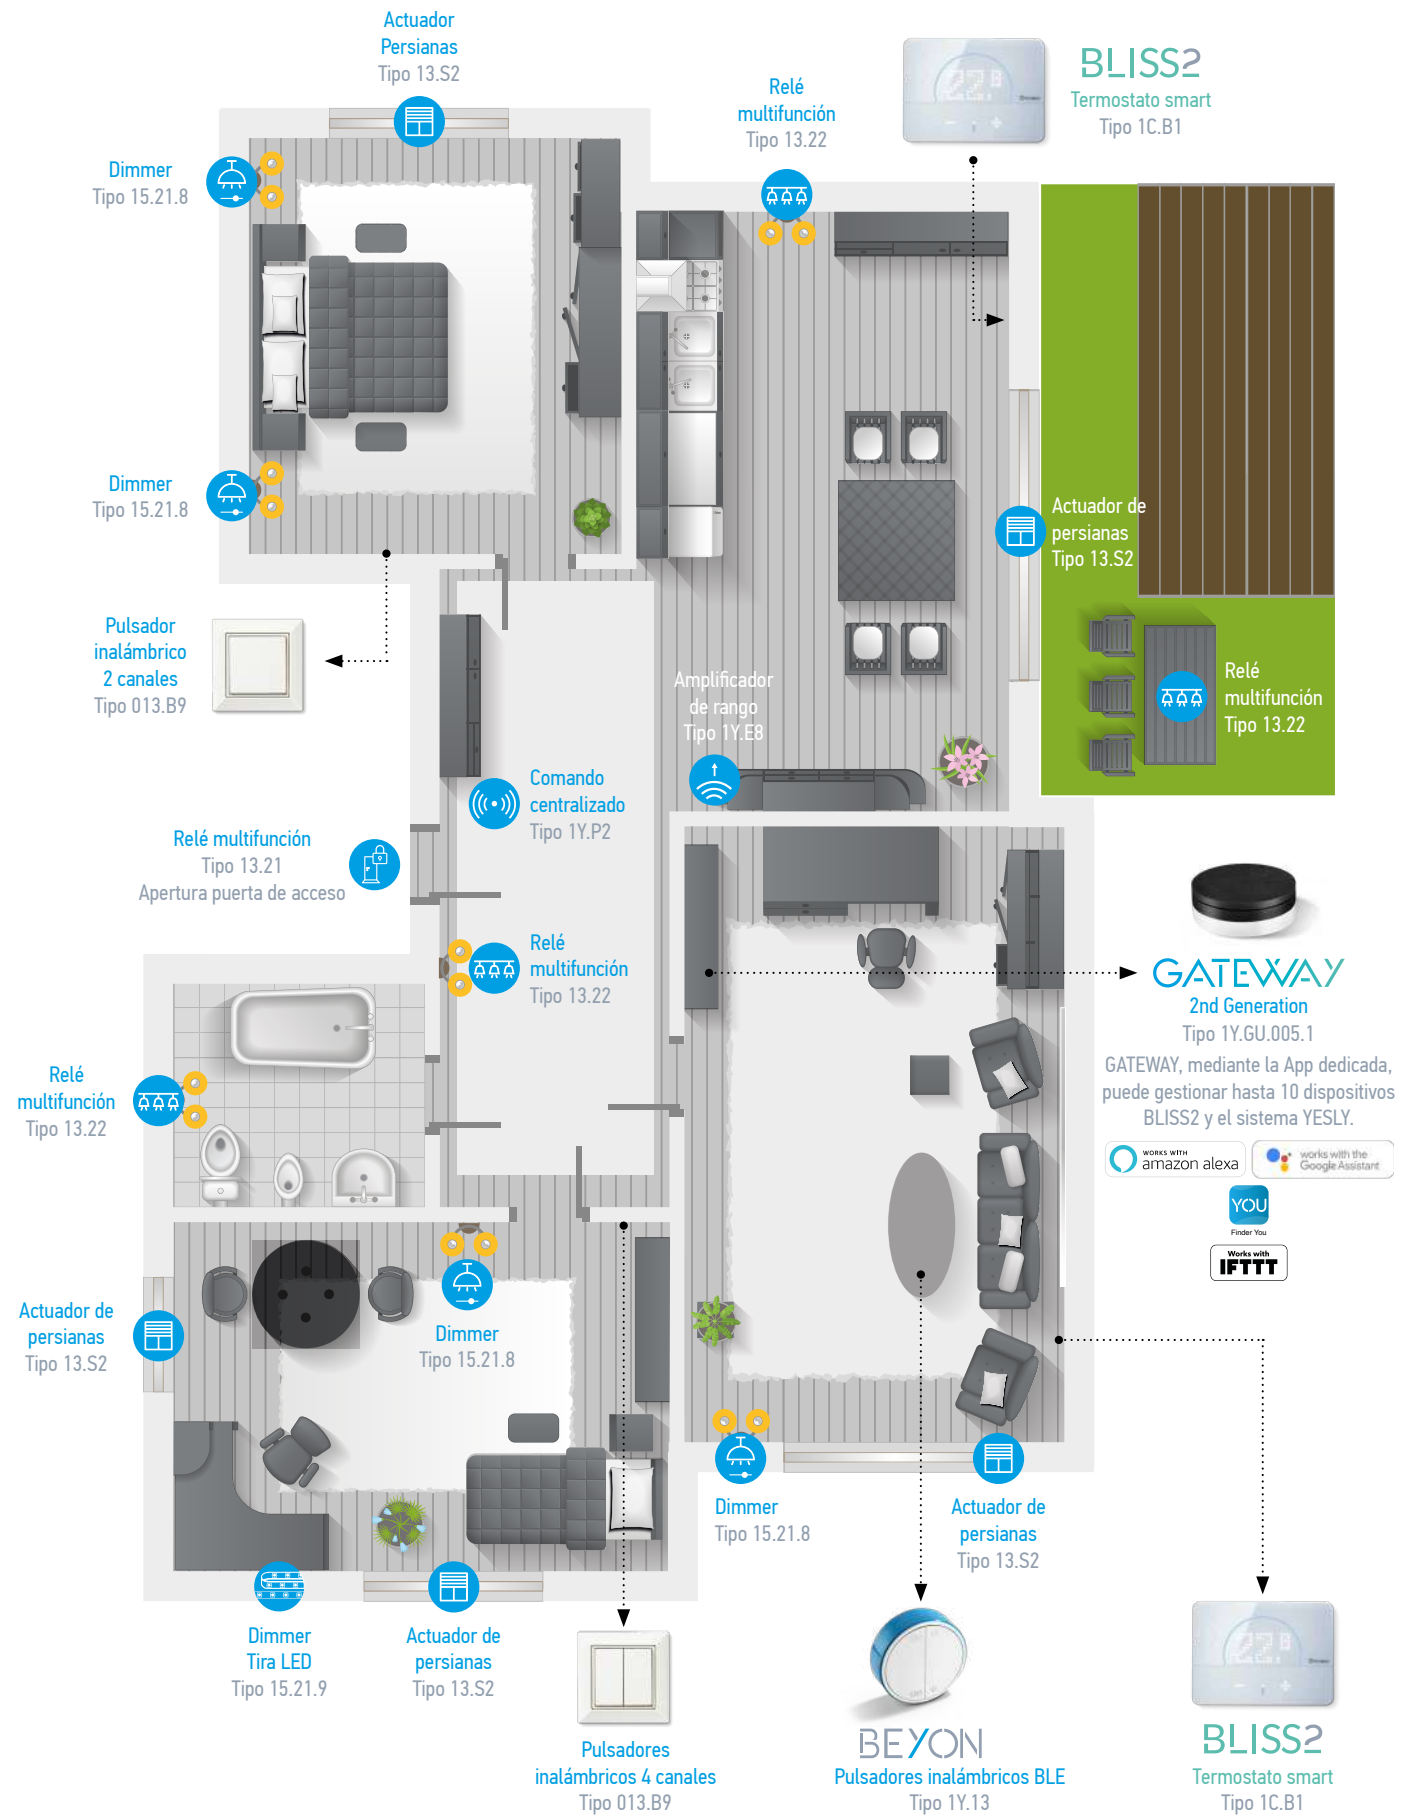 Actuador
Persianas
Tipo 13.S2
Relé
multifunción
Tipo 13.22
BLISS2
Termostato smart
Tipo 1C.B1
Dimmer
Tipo 15.21.8
Dimmer
Tipo 15.21.8
Actuador de
persianas
Tipo 13.S2
Pulsador
inalámbrico
2 canales
Tipo 013.B9
Amplificador
de rango
Tipo 1Y.E8
Relé
multifunción
Tipo 13.22
Comando
centralizado
Tipo 1Y.P2
Relé multifunción
Tipo 13.21
Apertura puerta de acceso
Relé
multifunción
Tipo 13.22
GATEWAY
2nd Generation
Tipo 1Y.GU.005.1
GATEWAY, mediante la App dedicada,
puede gestionar hasta 10 dispositivos
BLISS2 y el sistema YESLY.
WORKS WITH
amazon alexa
works with the
Google Assistant
YOU
Finder You
Works with
IFTTT
Relé
multifunción
Tipo 13.22
Actuador de
persianas
Tipo 13.S2
Dimmer
Tipo 15.21.8
Dimmer
Tipo 15.21.8
Actuador de
persianas
Tipo 13.S2
Dimmer
Tira LED
Tipo 15.21.9
Actuador de
persianas
Tipo 13.S2
Pulsadores
inalámbricos 4 canales
Tipo 013.B9
BEYON
Pulsadores inalámbricos BLE
Tipo 1Y.13
BLISS2
Termostato smart
Tipo 1C.B1